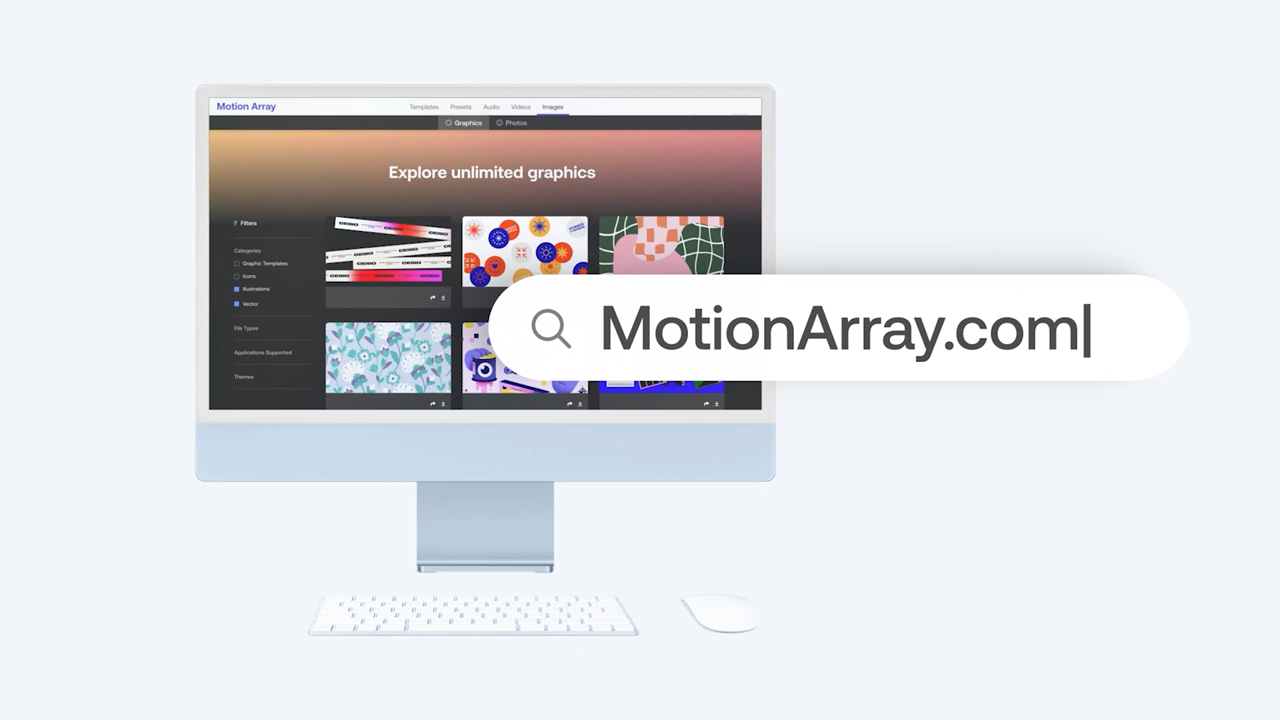 Motion Array
Templates Presets Audio Videos Images
Graphics Photos
Explore unlimited graphics
Filters
Categories
Graphic Templates
Icons
Illustrations
Vector
File Types
Applications Supported
Themes
MotionArray.com